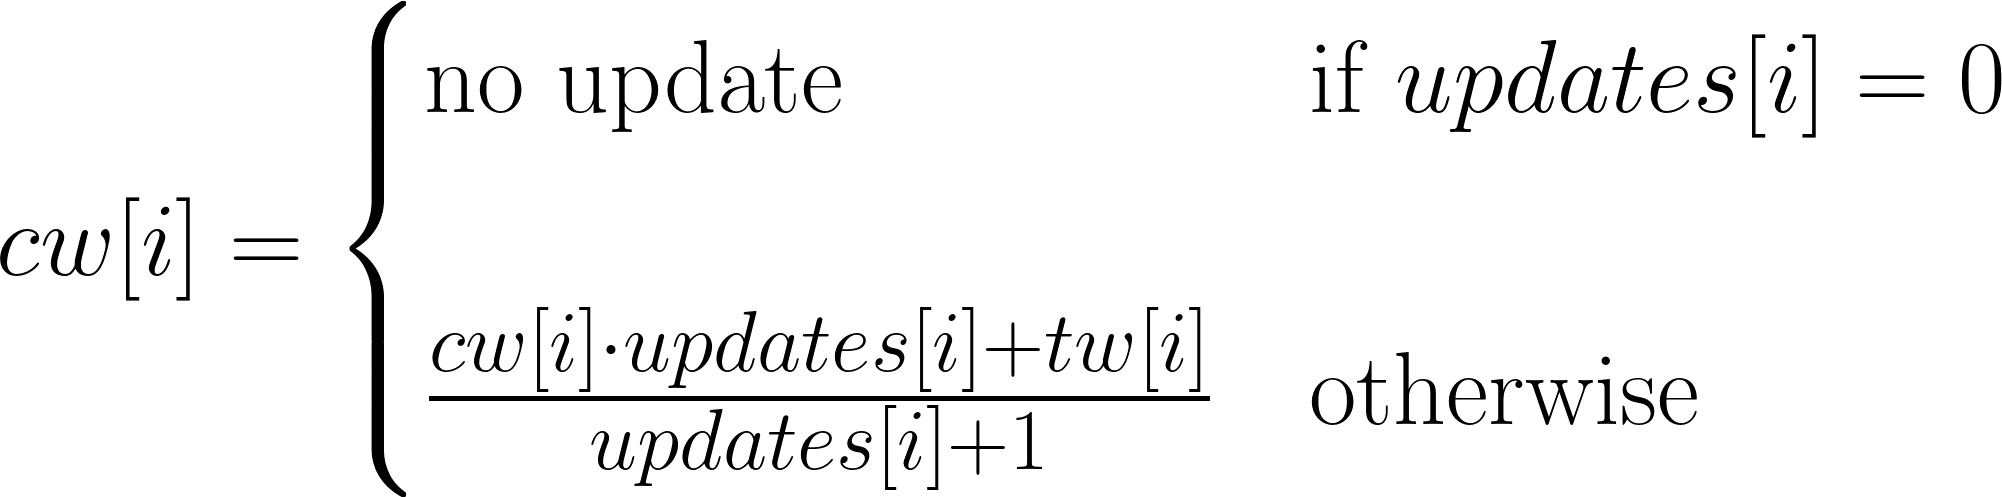 no update if updates[i] = 0
cw[i] =
cw[i]·updates[i]+tw[i]
updates[i]+1
otherwise